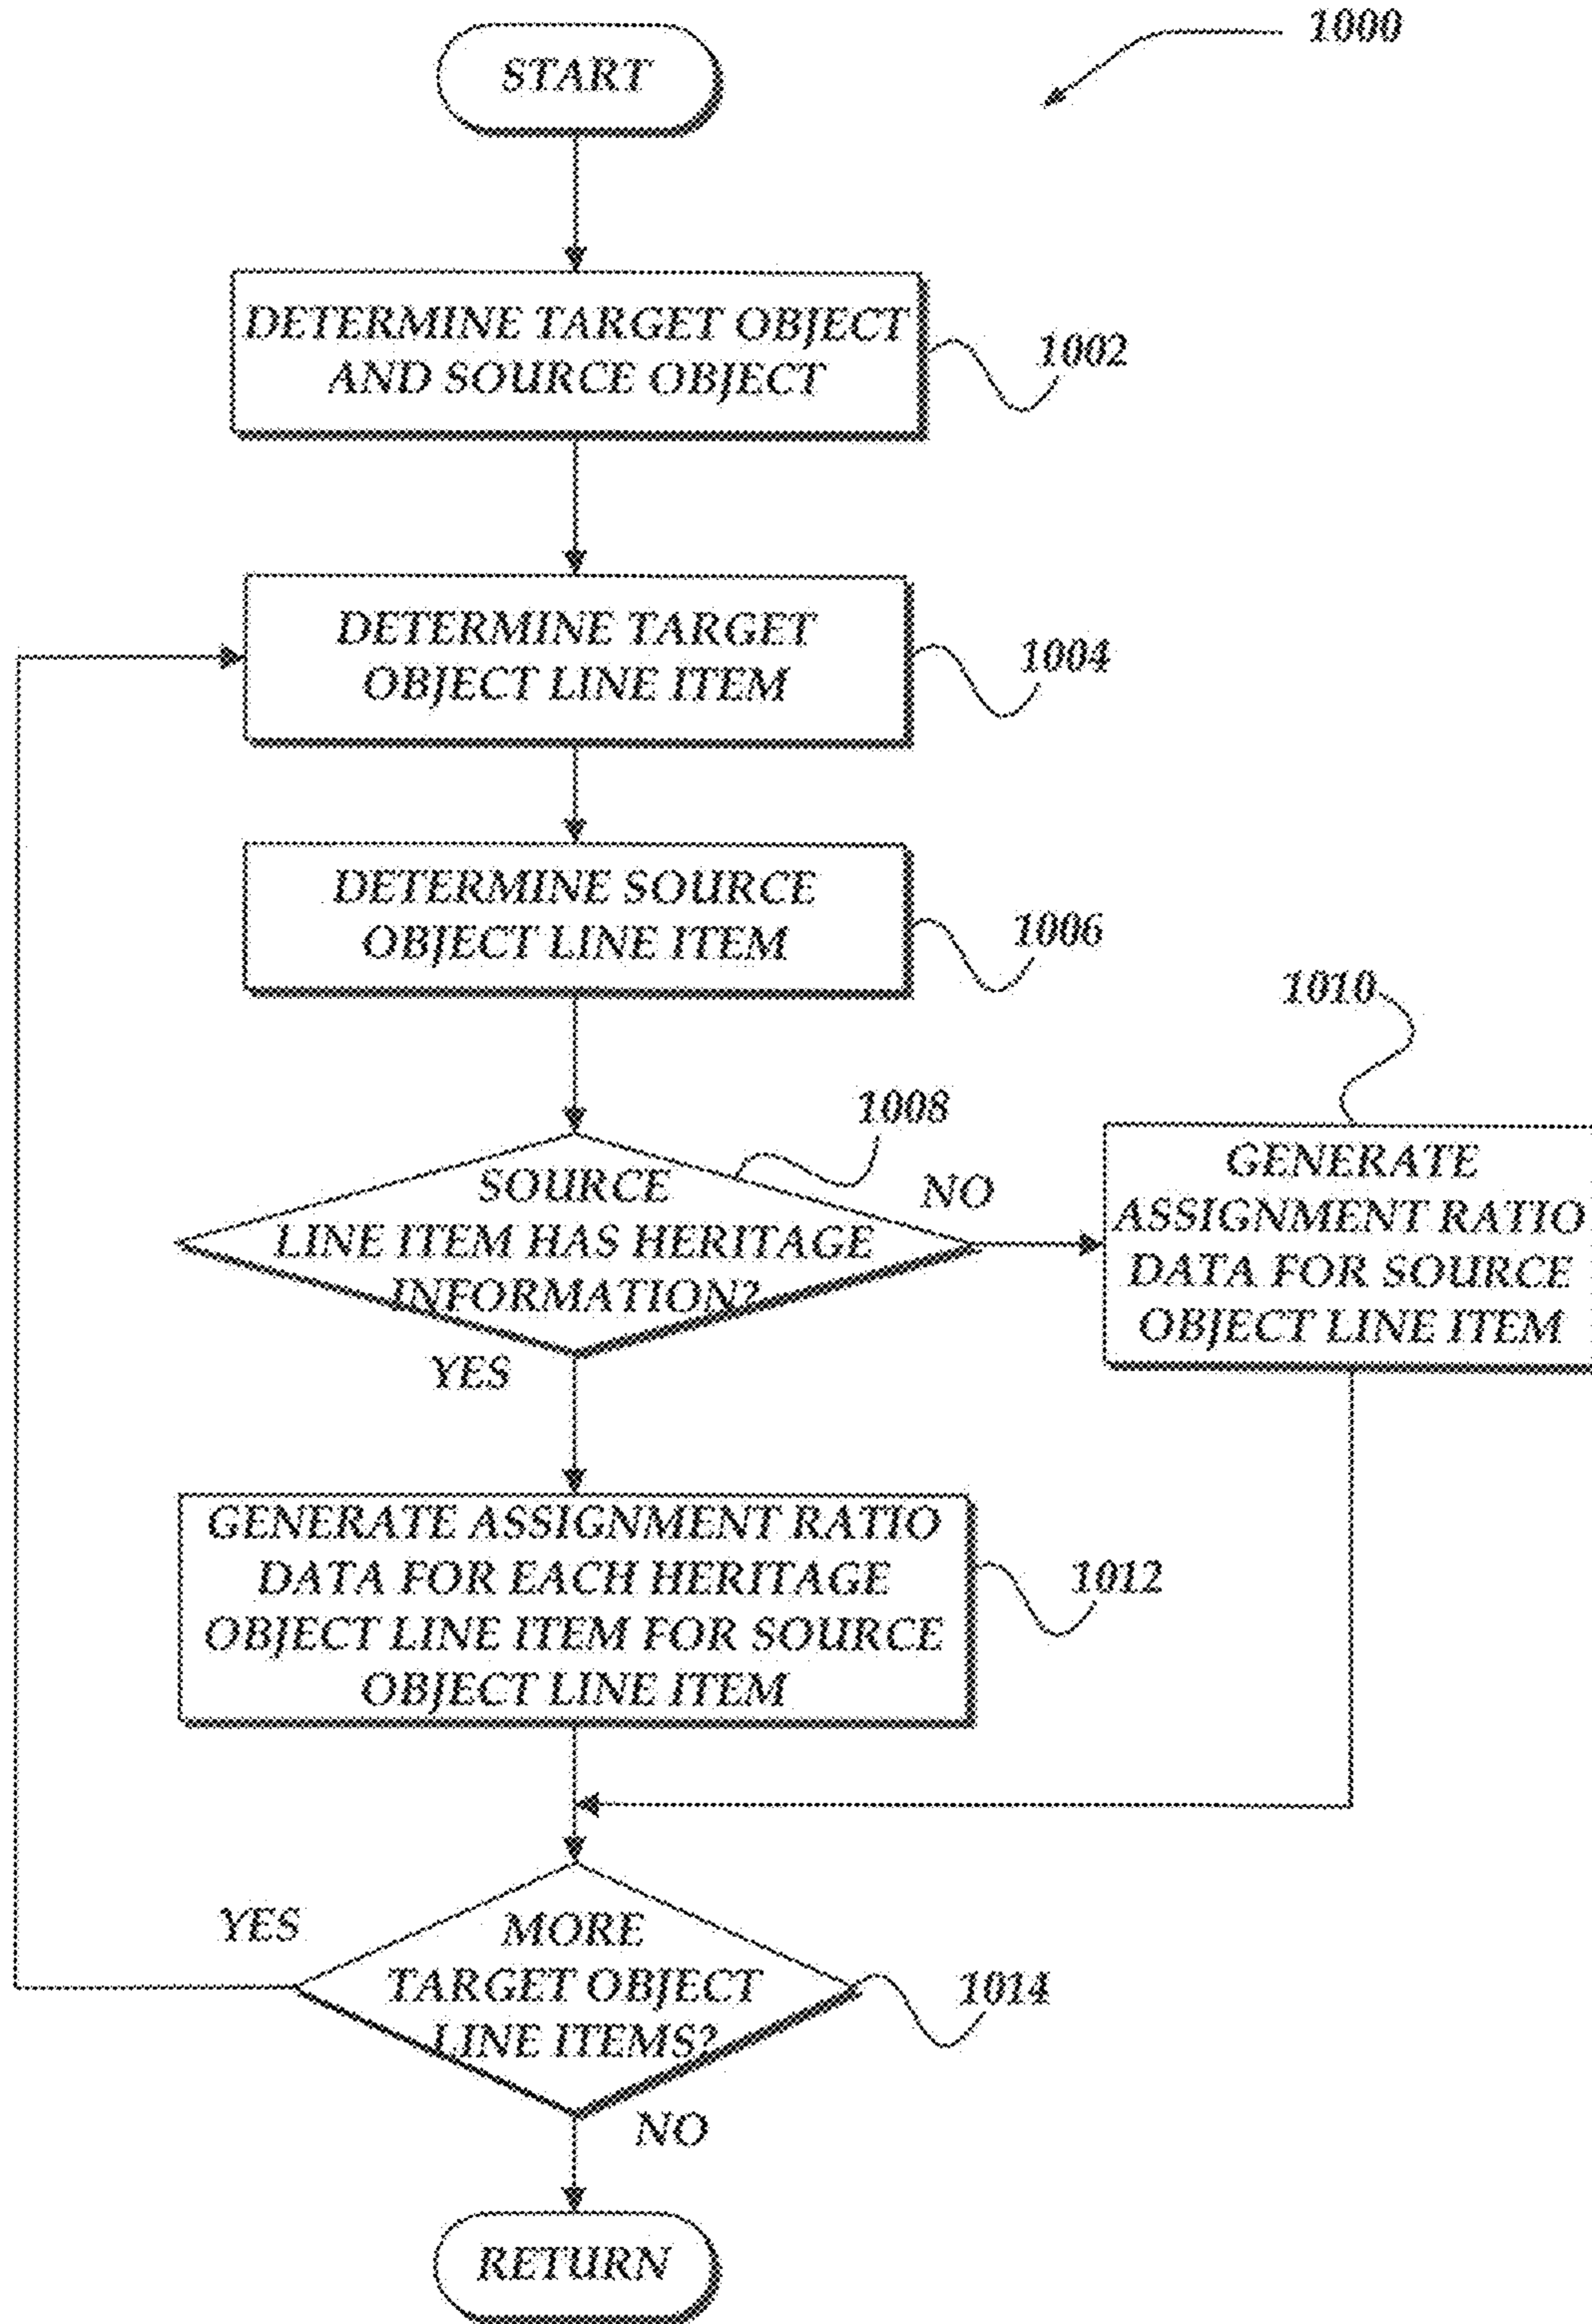 1000
START
DETERMINE TARGET OBJECT
AND SOURCE OBJECT
1002
DETERMINE TARGET
OBJECT LINE ITEM
1004
DETERMINE SOURCE
OBJECT LINE ITEM
1006
1008
SOURCE
LINE ITEM HAS HERITAGE
INFORMATION?
NO
YES
1010
GENERATE
ASSIGNMENT RATIO
DATA FOR SOURCE
OBJECT LINE ITEM
GENERATE ASSIGNMENT RATIO
DATA FOR EACH HERITAGE
OBJECT LINE ITEM FOR SOURCE
OBJECT LINE ITEM
1012
YES
MORE
TARGET OBJECT
LINE ITEMS?
1014
NO
RETURN